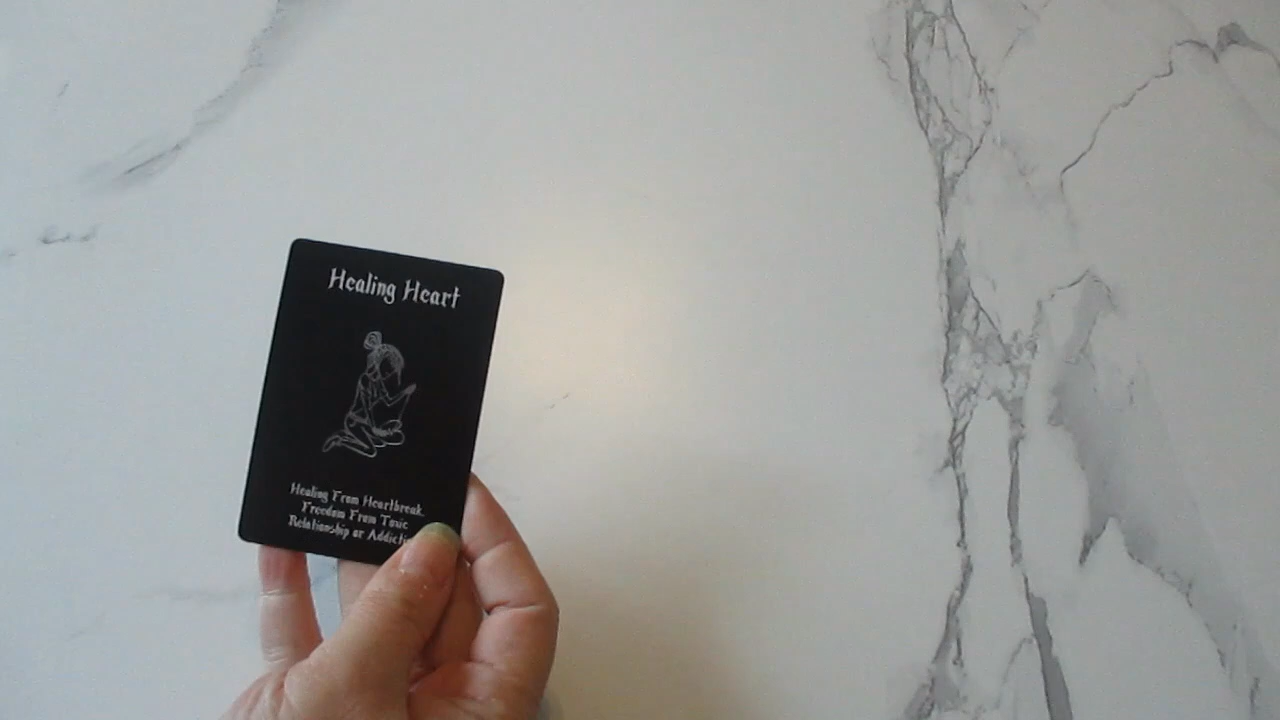 Healing Heart
Healing From Heartbreak
Freedom From Toxic
Relationship or